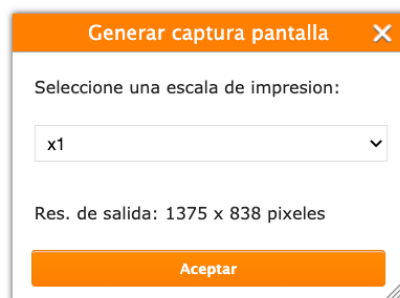 Generar captura pantalla
Seleccione una escala de impresion:
x1
Res. de salida: 1375 x 838 pixeles
Aceptar